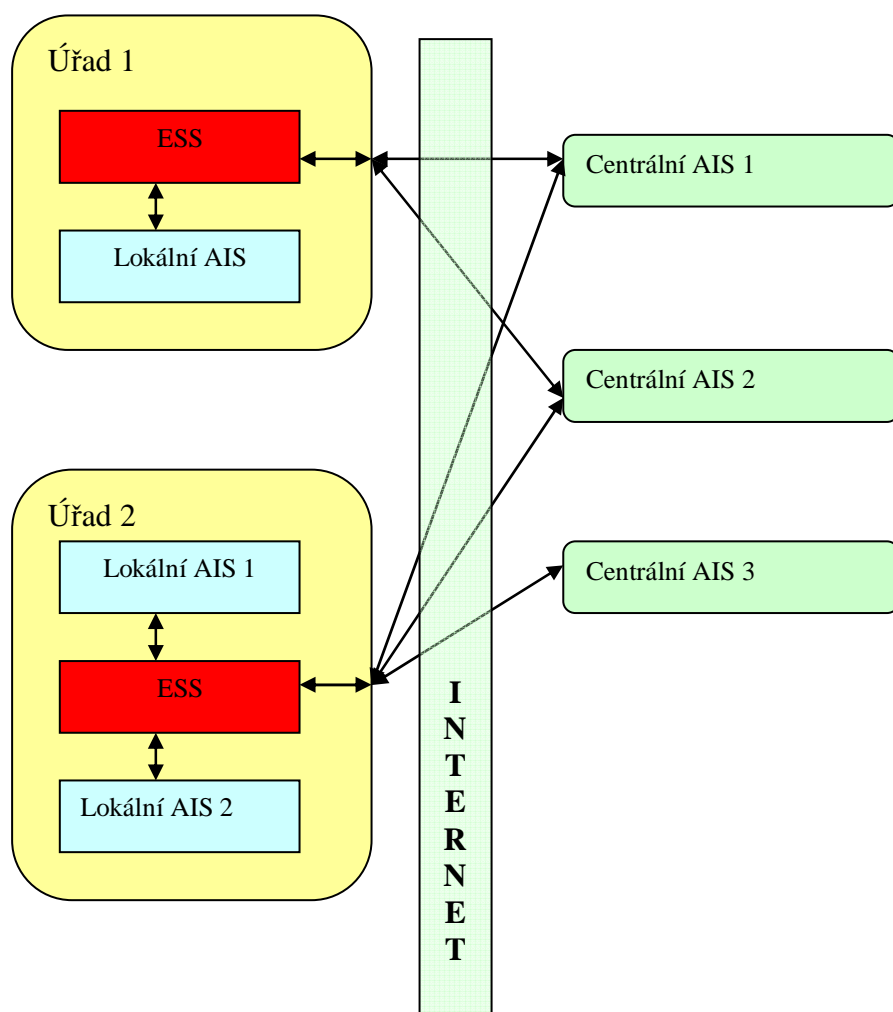 Úřad 1
ESS
Lokální AIS
Centrální AIS 1
Centrální AIS 2
Úřad 2
Lokální AIS 1
ESS
Lokální AIS 2
Centrální AIS 3
I
N
T
E
R
N
E
T